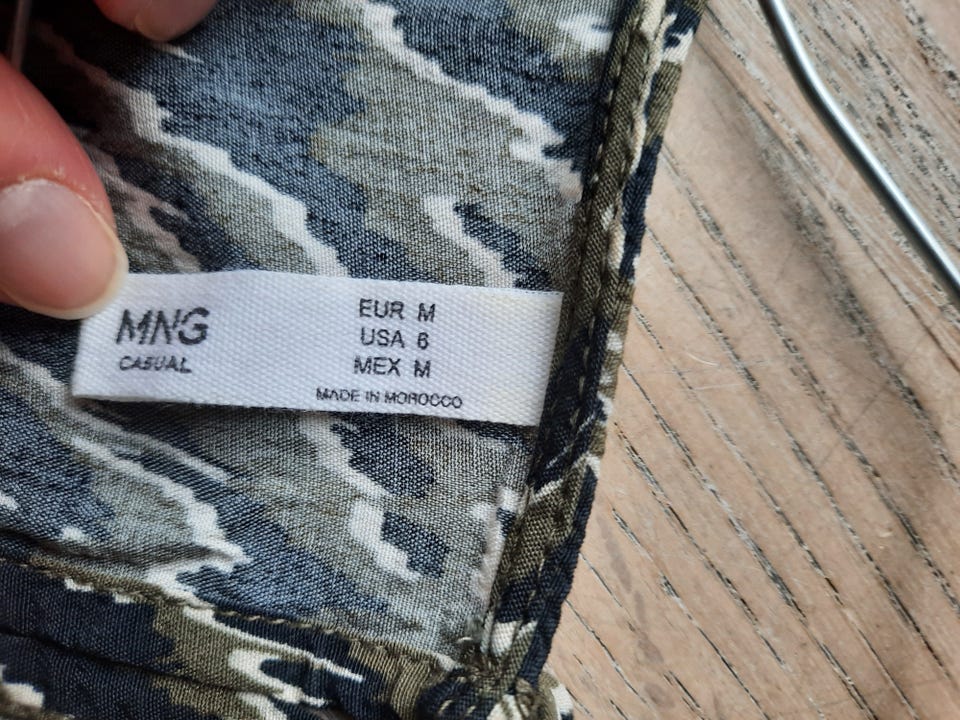 MNG
CASUAL
EUR M
USA 6
MEX M
MADE IN MOROCCO